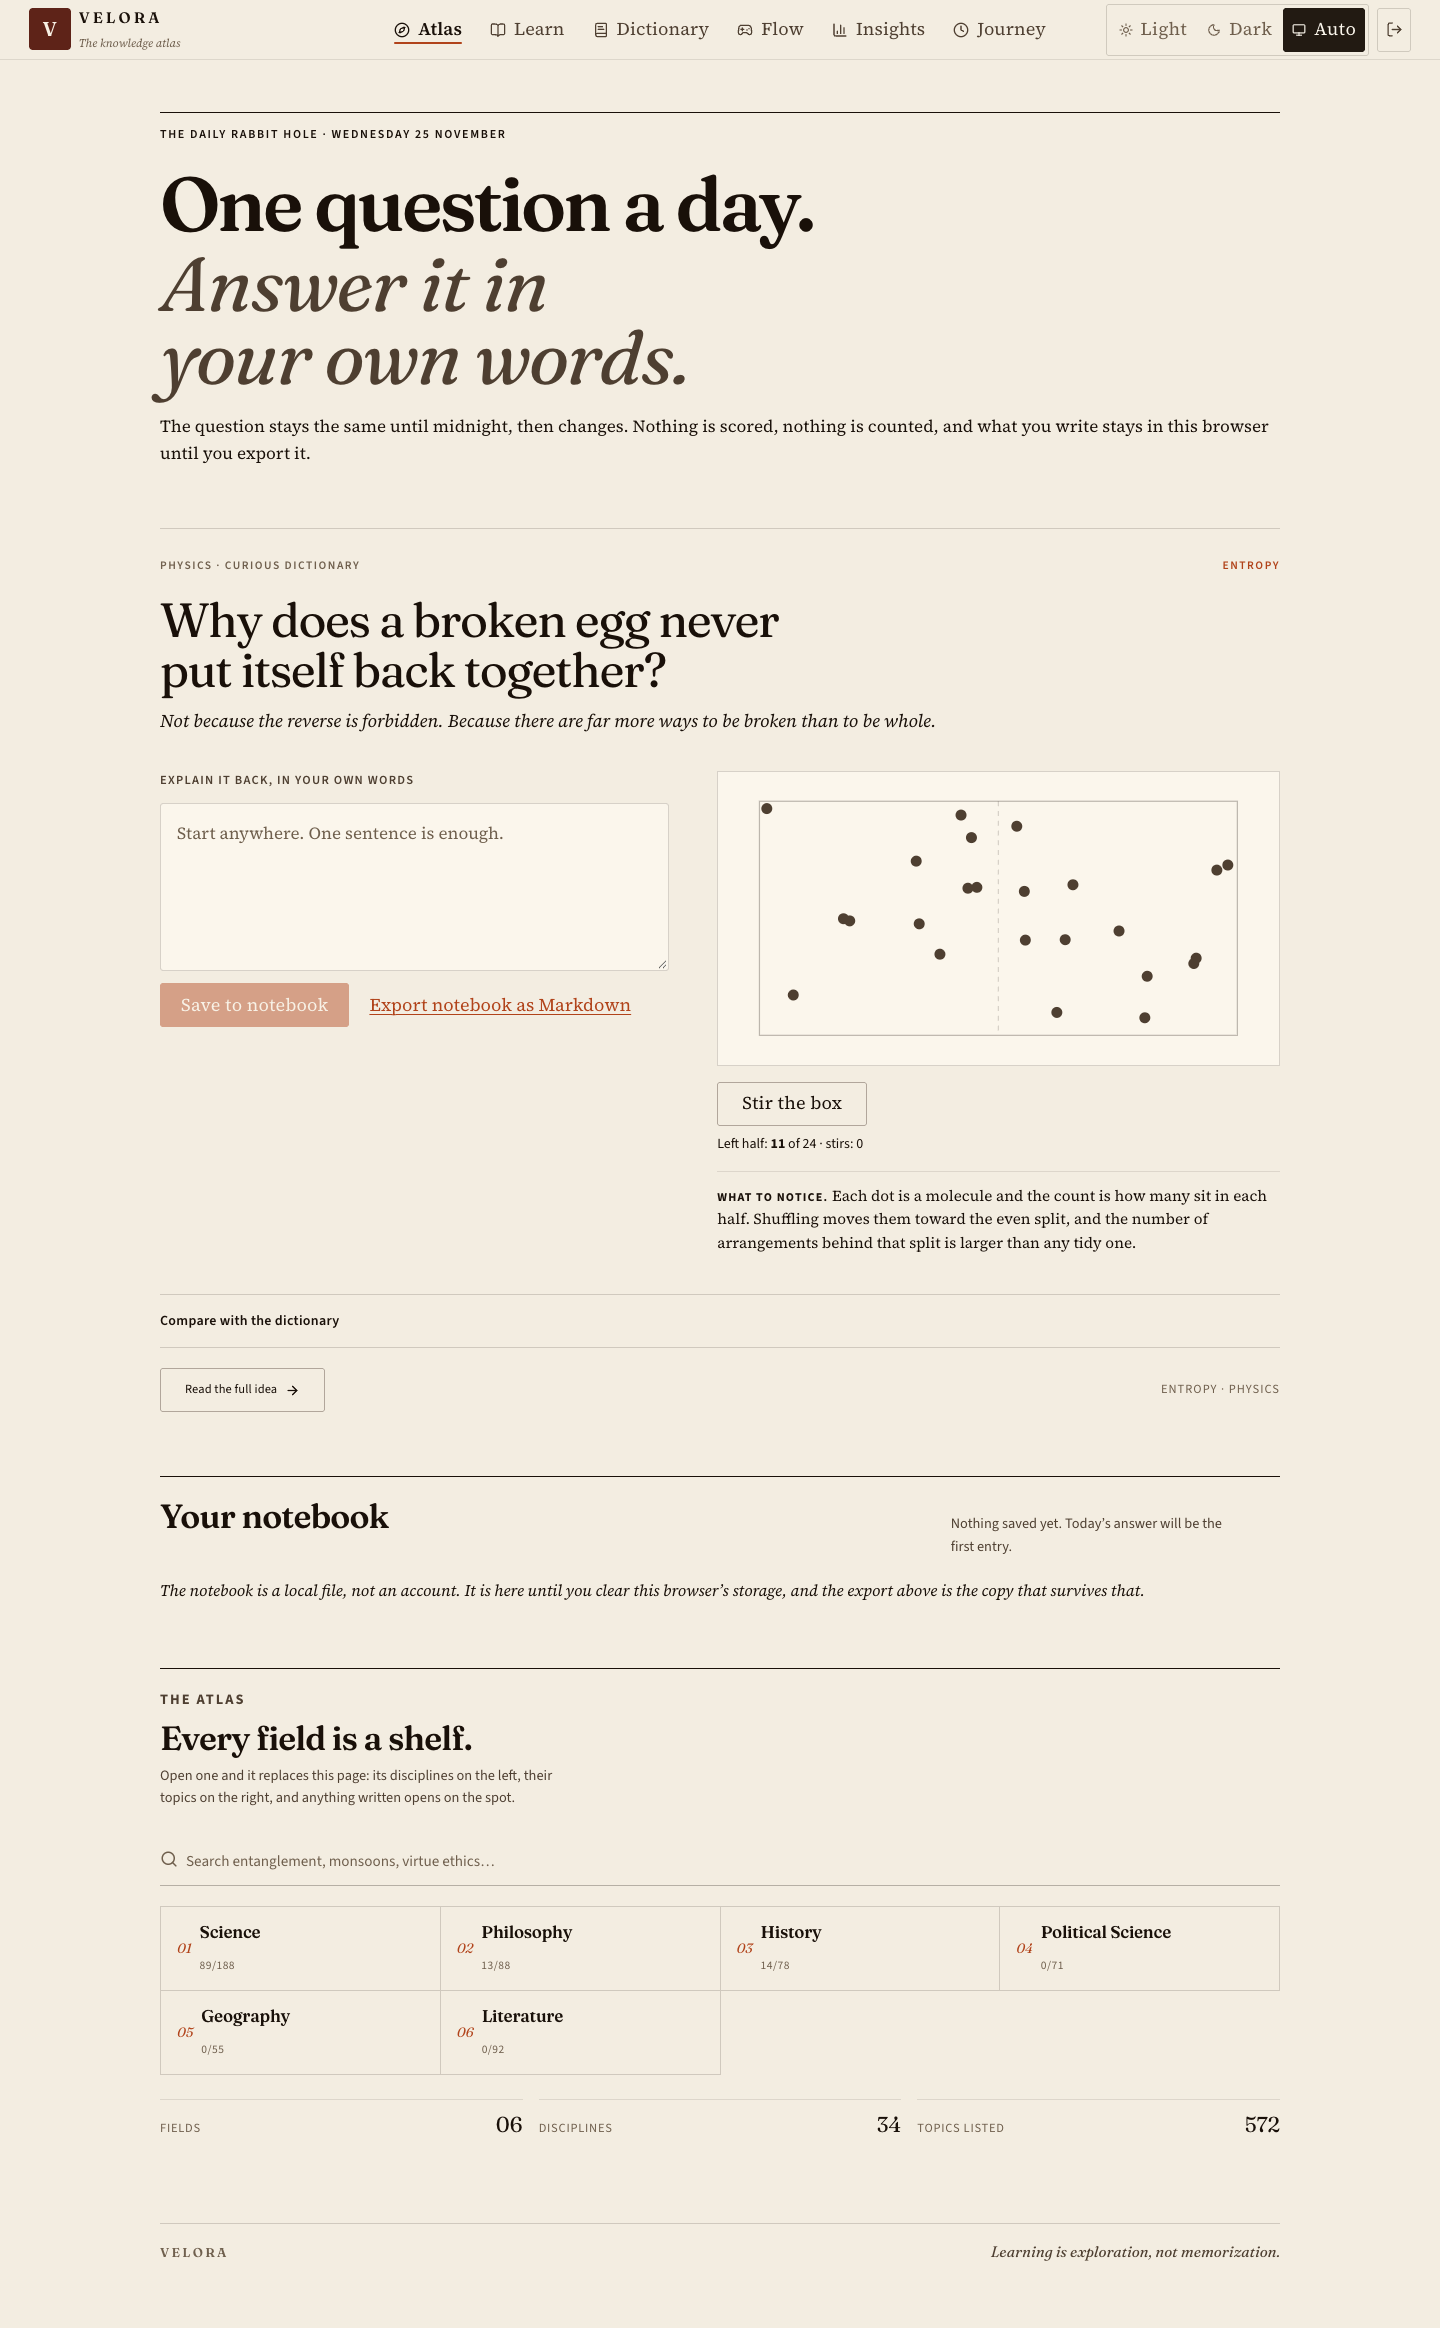 V
VELORA
The knowledge atlas
Atlas
Learn
Dictionary
Flow
Insights
Journey
Light
Dark
Auto
THE DAILY RABBIT HOLE · WEDNESDAY 25 NOVEMBER
One question a day.
Answer it in
your own words.
The question stays the same until midnight, then changes. Nothing is scored, nothing is counted, and what you write stays in this browser
until you export it.
PHYSICS · CURIOUS DICTIONARY
ENTROPY
Why does a broken egg never
put itself back together?
Not because the reverse is forbidden. Because there are far more ways to be broken than to be whole.
EXPLAIN IT BACK, IN YOUR OWN WORDS
Start anywhere. One sentence is enough.
Save to notebook
Export notebook as Markdown
Stir the box
Left half: 11 of 24 · stirs: 0
WHAT TO NOTICE. Each dot is a molecule and the count is how many sit in each
half. Shuffling moves them toward the even split, and the number of
arrangements behind that split is larger than any tidy one.
Compare with the dictionary
Read the full idea
ENTROPY · PHYSICS
Your notebook
Nothing saved yet. Today's answer will be the
first entry.
The notebook is a local file, not an account. It is here until you clear this browser's storage, and the export above is the copy that survives that.
THE ATLAS
Every field is a shelf.
Open one and it replaces this page: its disciplines on the left, their
topics on the right, and anything written opens on the spot.
Search entanglement, monsoons, virtue ethics…
01
Science
89/188
02
Philosophy
13/88
03
History
14/78
04
Political Science
0/71
05
Geography
0/55
06
Literature
0/92
FIELDS
06
DISCIPLINES
34
TOPICS LISTED
572
VELORA
Learning is exploration, not memorization.